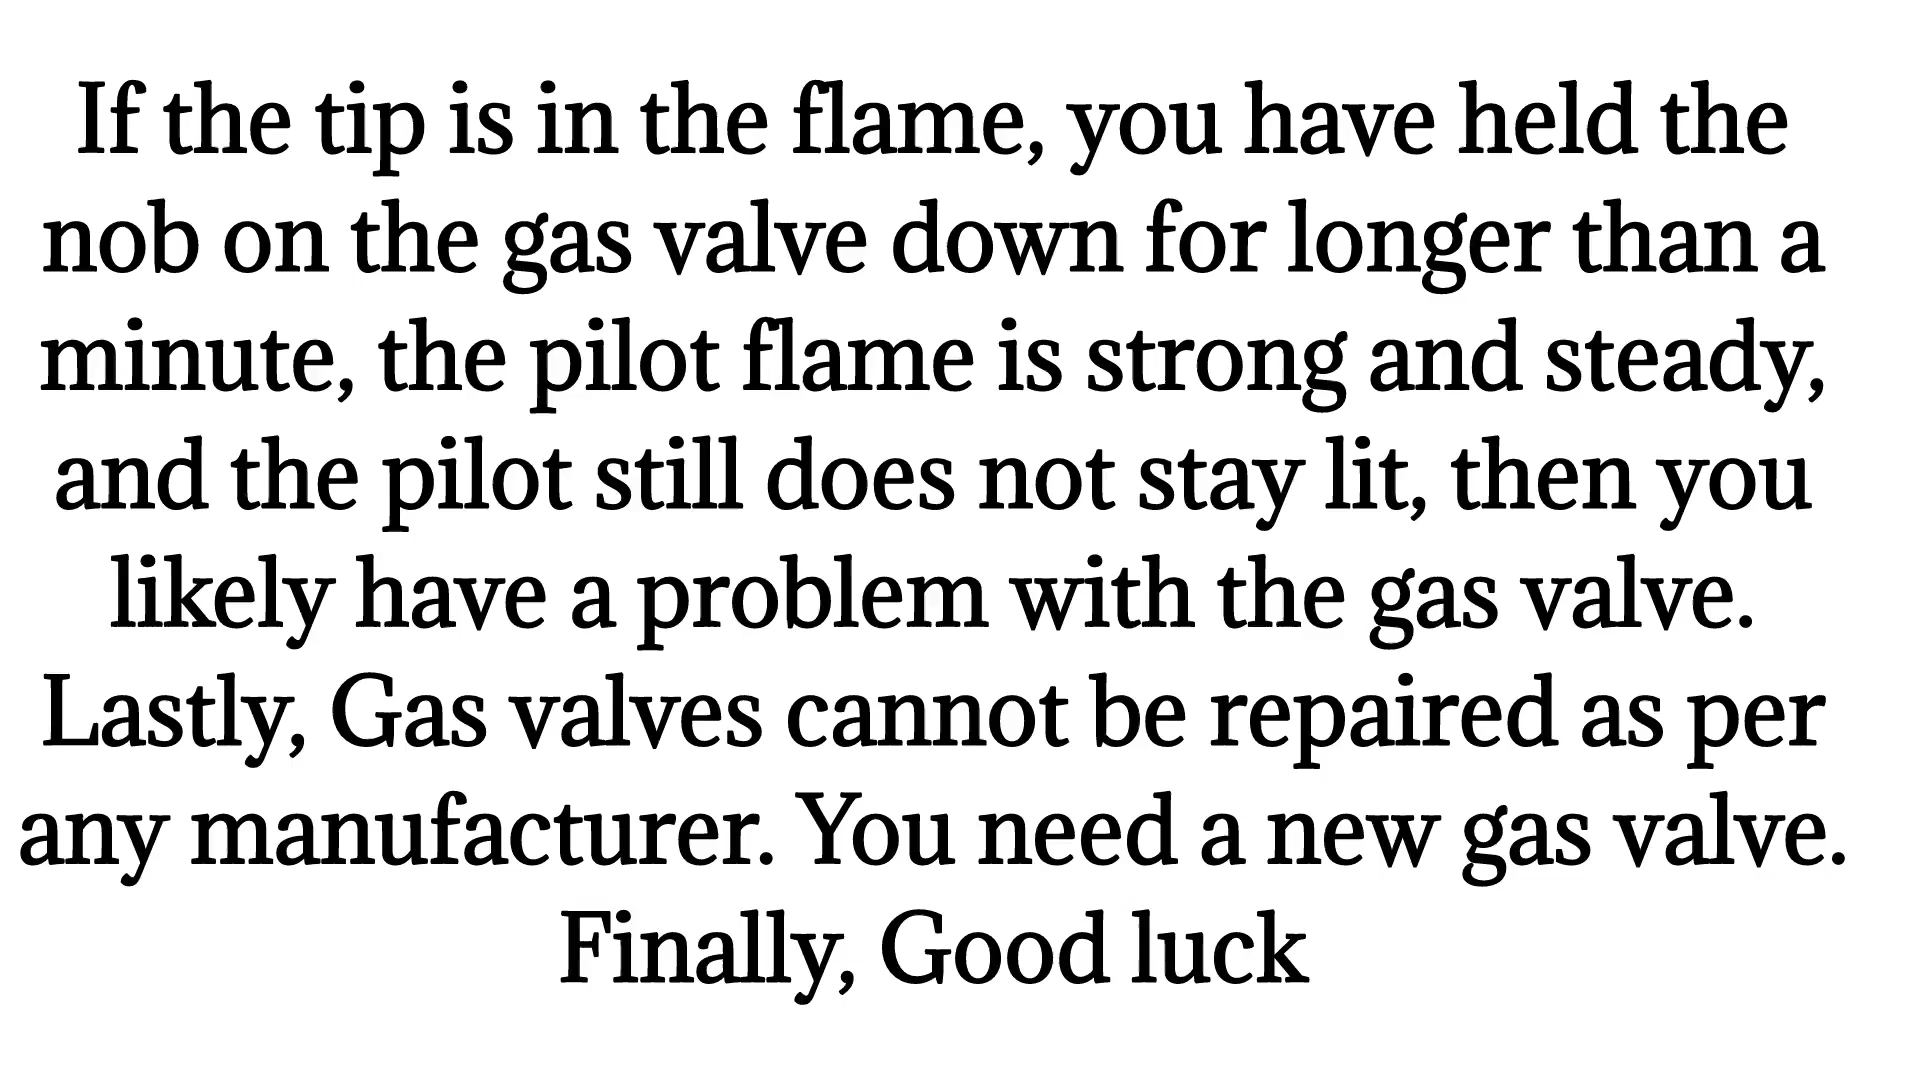 If the tip is in the flame, you have held the
nob on the gas valve down for longer than a
minute, the pilot flame is strong and steady,
and the pilot still does not stay lit, then you
likely have a problem with the gas valve.
Lastly, Gas valves cannot be repaired as per
any manufacturer. You need a new gas valve.
Finally, Good luck